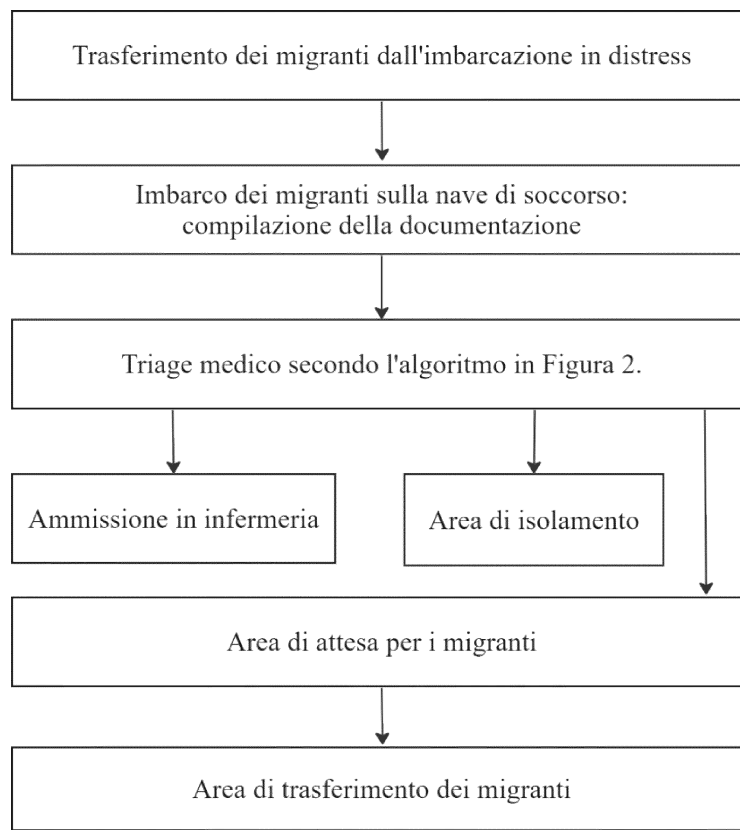 Trasferimento dei migranti dall'imbarcazione in distress
Imbarco dei migranti sulla nave di soccorso:
compilazione della documentazione
Triage medico secondo l'algoritmo in Figura 2.
Ammissione in infermeria
Area di isolamento
Area di attesa per i migranti
Area di trasferimento dei migranti